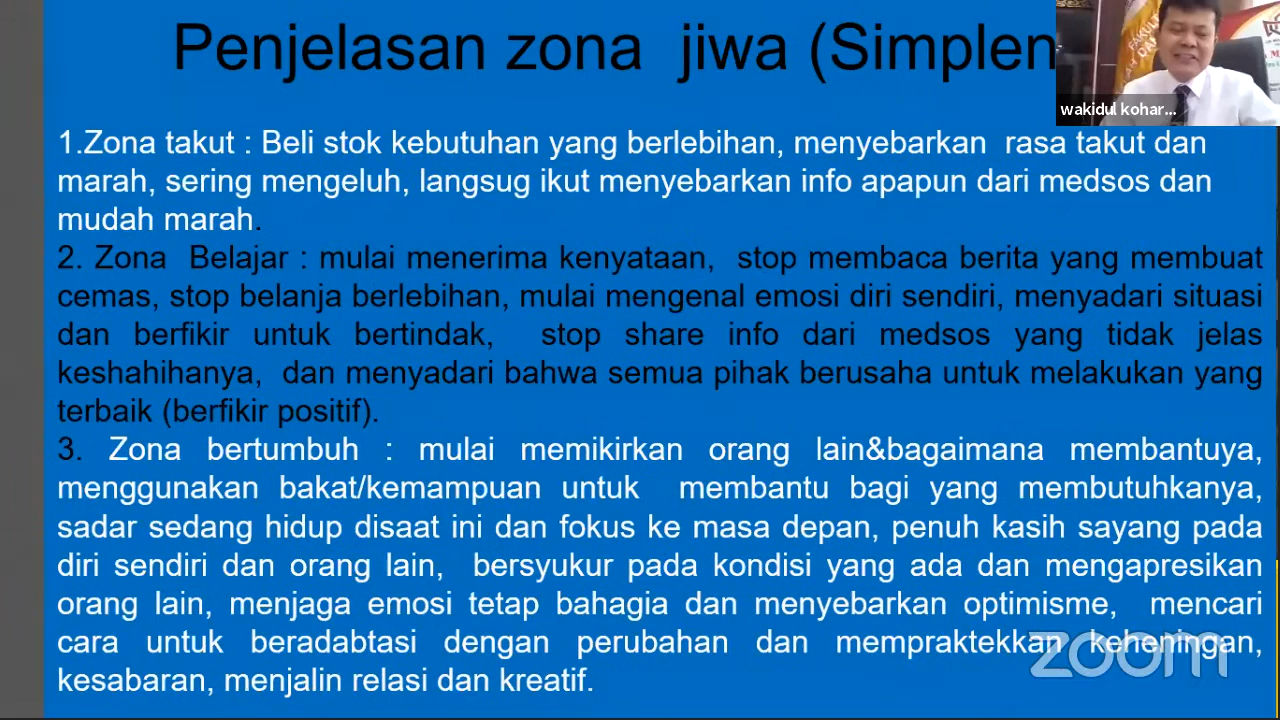 Penjelasan zona jiwa (Simplen
wakidul kohar...
1.Zona takut : Beli stok kebutuhan yang berlebihan, menyebarkan rasa takut dan
marah, sering mengeluh, langsug ikut menyebarkan info apapun dari medsos dan
mudah marah.
2. Zona Belajar : mulai menerima kenyataan, stop membaca berita yang membuat
cemas, stop belanja berlebihan, mulai mengenal emosi diri sendiri, menyadari situasi
dan berfikir untuk bertindak, stop share info dari medsos yang tidak jelas
keshahihanya, dan menyadari bahwa semua pihak berusaha untuk melakukan yang
terbaik (berfikir positif).
3. Zona bertumbuh : mulai memikirkan orang lain&bagaimana membantuya,
menggunakan bakat/kemampuan untuk membantu bagi yang membutuhkanya,
sadar sedang hidup disaat ini dan fokus ke masa depan, penuh kasih sayang pada
diri sendiri dan orang lain, bersyukur pada kondisi yang ada dan mengapresikan
orang lain, menjaga emosi tetap bahagia dan menyebarkan optimisme, mencari
cara untuk beradabtasi dengan perubahan dan mempraktekkan keheningan,
kesabaran, menjalin relasi dan kreatif.
zoom